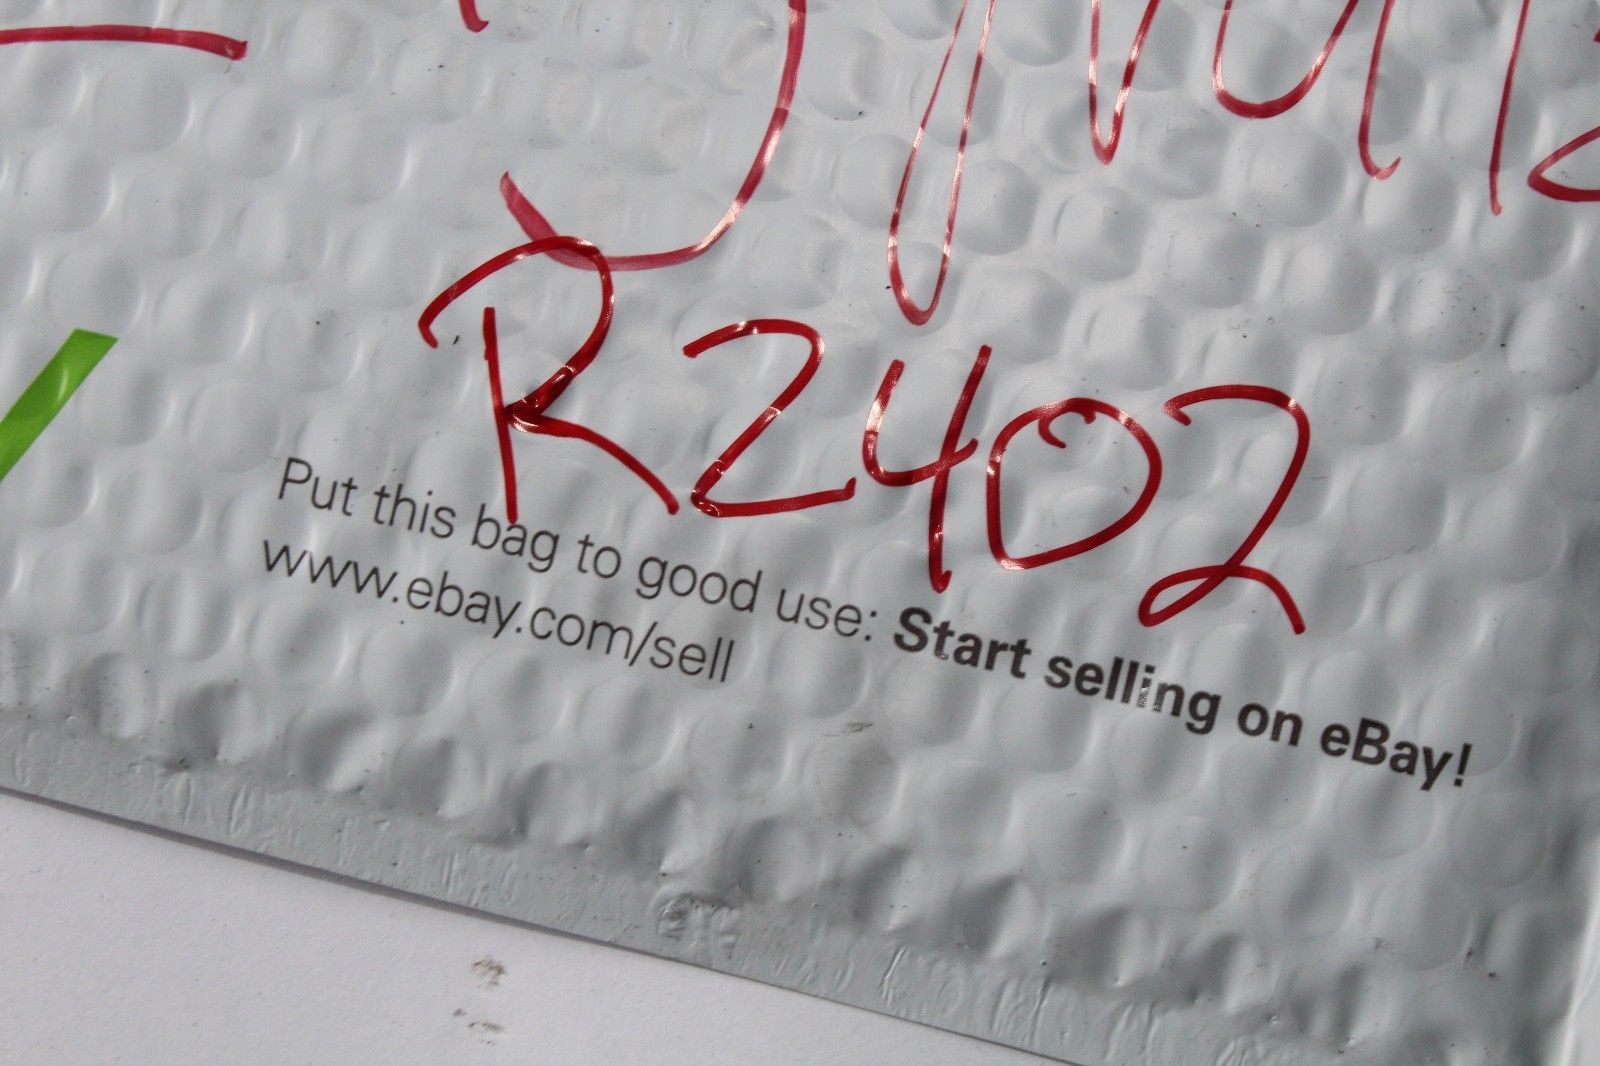 R2402
Put this bag to good use: Start selling on eBay!
www.ebay.com/sell